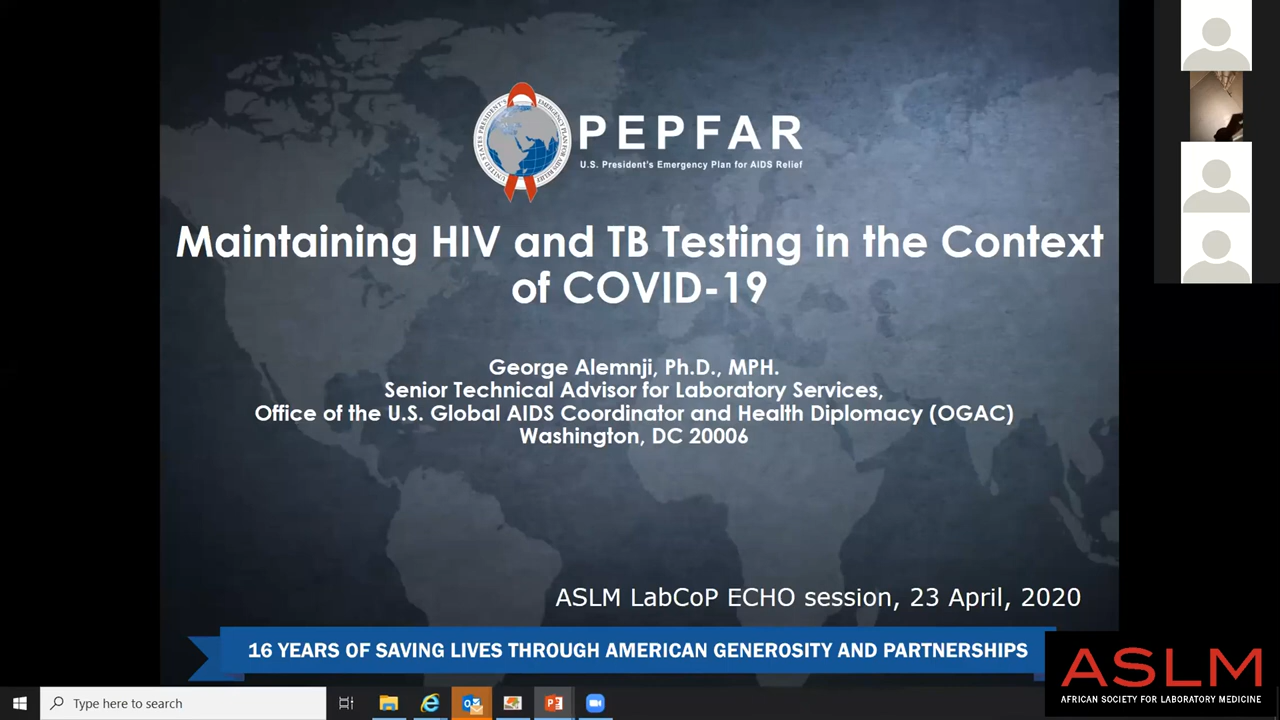 PEPFAR
U.S. President's Emergency Plan for AIDS Relief
Maintaining HIV and TB Testing in the Context
of COVID-19
George Alemnji, Ph.D., MPH.
Senior Technical Advisor for Laboratory Services,
Office of the U.S. Global AIDS Coordinator and Health Diplomacy (OGAC)
Washington, DC 20006
ASLM LabCoP ECHO session, 23 April, 2020
16 YEARS OF SAVING LIVES THROUGH AMERICAN GENEROSITY AND PARTNERSHIPS
ASLM
AFRICAN SOCIETY FOR LABORATORY MEDICINE
Type here to search